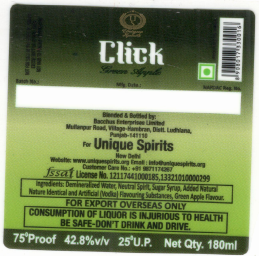 Click
Green Apple
Batch No.:
Mfg. Date:
Blended & Bottled by:
Bacchus Enterprises Limited
Mullanpur Road, Village-Hambran, Distt. Ludhiana,
Punjab-141110
For Unique Spirits
New Delhi
Website: www.uniquespirits.org Email: info@uniquespirits.org
Customer Care No.: +91 9871174267
fssai License No. 12117441000185,13321010000299
Ingredients: Demineralized Water, Neutral Spirit, Sugar Syrup, Added Natural
Nature Identical and Artificial (Vodka) Flavouring Substances, Green Apple Flavour.
FOR EXPORT OVERSEAS ONLY
CONSUMPTION OF LIQUOR IS INJURIOUS TO HEALTH
BE SAFE-DON'T DRINK AND DRIVE.
75°Proof 42.8%v/v 25°U.P. Net Qty. 180ml